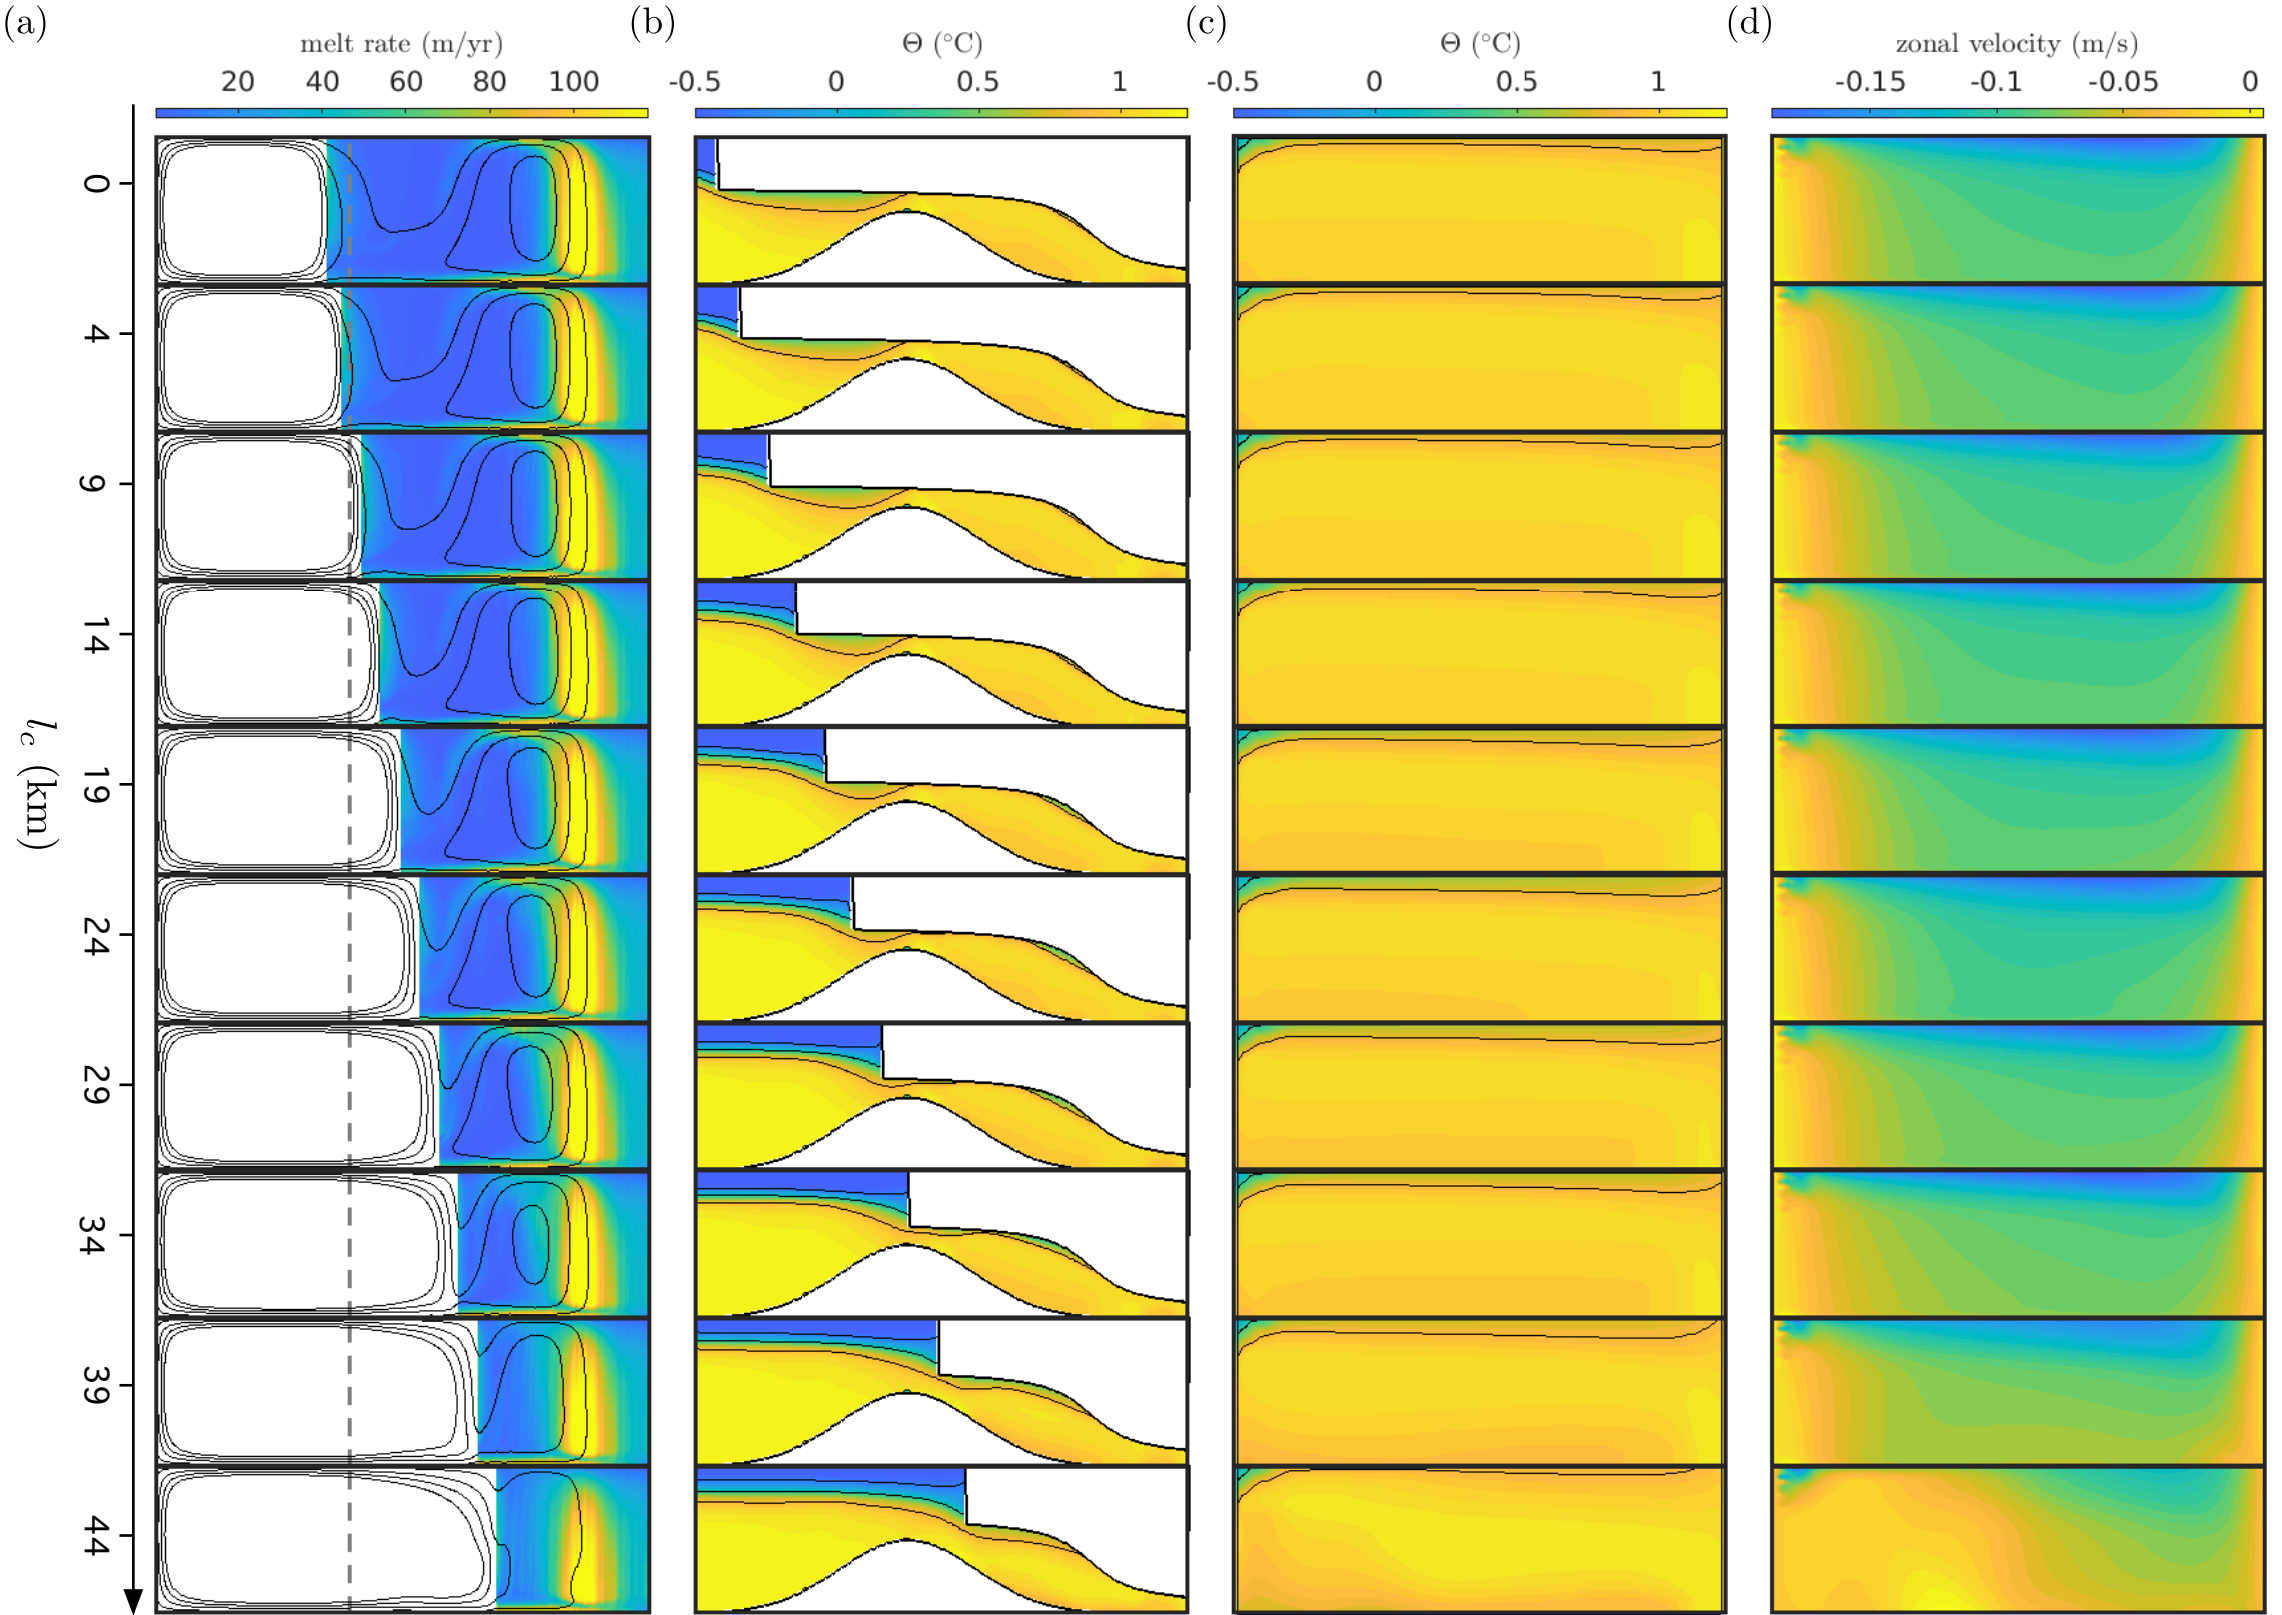 (a) (b) (c) (d)
melt rate (m/yr) Θ (°C) Θ (°C) zonal velocity (m/s)
20 40 60 80 100 -0.5 0 0.5 1 -0.5 0 0.5 1 -0.15 -0.1 -0.05 0
0
4
9
14
19
24
29
34
39
44
l_c (km)